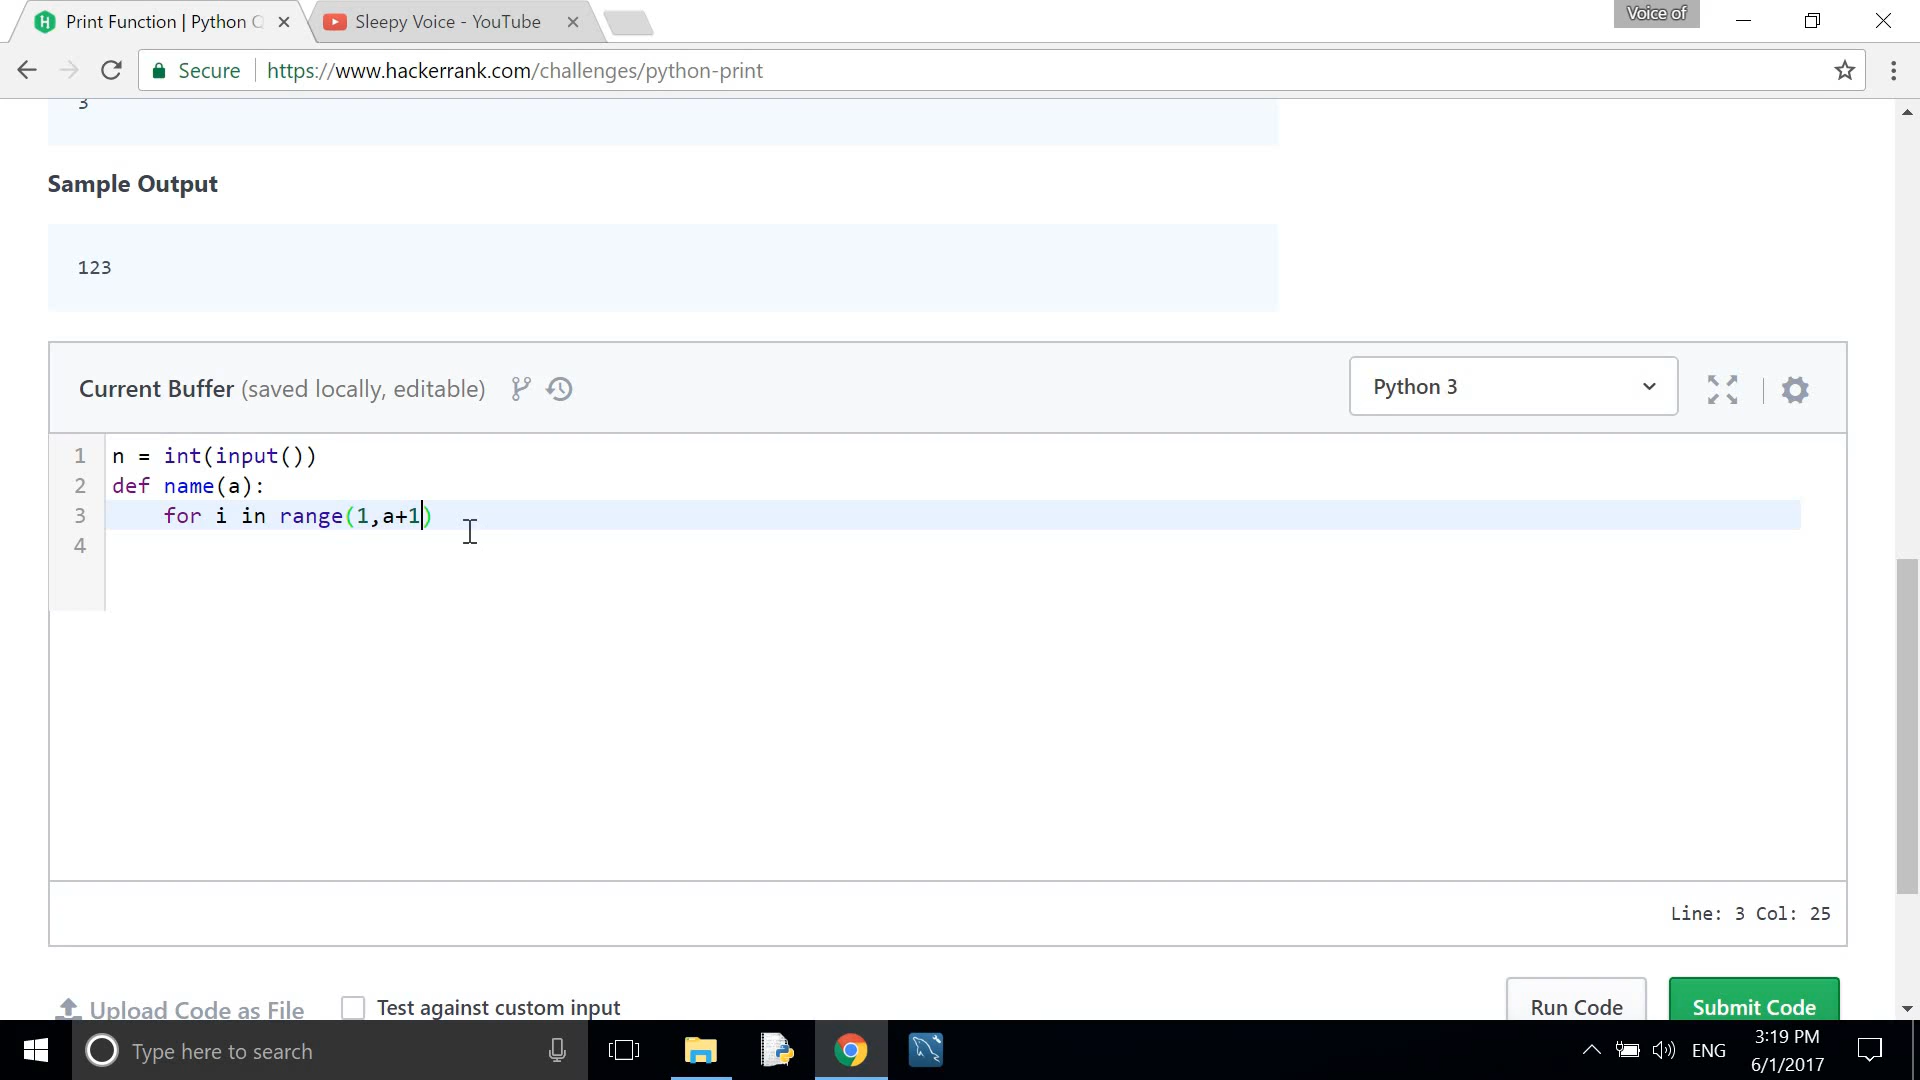 Print Function | Python Q
Sleepy Voice - YouTube
Voice of
Secure
https://www.hackerrank.com/challenges/python-print
3
Sample Output
123
Current Buffer (saved locally, editable)
Python 3
1 n = int(input())
2 def name(a):
3 for i in range(1,a+1)
4
Line: 3 Col: 25
Upload Code as File
Test against custom input
Run Code
Submit Code
Type here to search
ENG
3:19 PM
6/1/2017